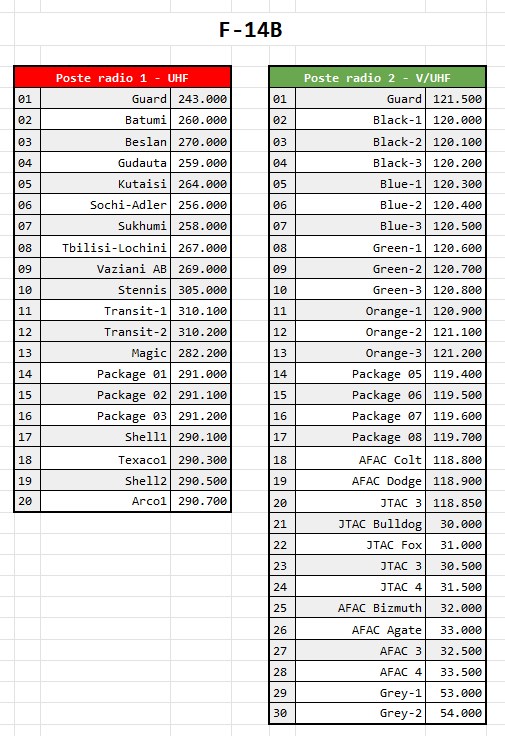 F-14B
Poste radio 1 - UHF
01 Guard 243.000
02 Batumi 260.000
03 Beslan 270.000
04 Gudauta 259.000
05 Kutaisi 264.000
06 Sochi-Adler 256.000
07 Sukhumi 258.000
08 Tbilisi-Lochini 267.000
09 Vaziani AB 269.000
10 Stennis 305.000
11 Transit-1 310.100
12 Transit-2 310.200
13 Magic 282.200
14 Package 01 291.000
15 Package 02 291.100
16 Package 03 291.200
17 Shell1 290.100
18 Texaco1 290.300
19 Shell2 290.500
20 Arco1 290.700
Poste radio 2 - V/UHF
01 Guard 121.500
02 Black-1 120.000
03 Black-2 120.100
04 Black-3 120.200
05 Blue-1 120.300
06 Blue-2 120.400
07 Blue-3 120.500
08 Green-1 120.600
09 Green-2 120.700
10 Green-3 120.800
11 Orange-1 120.900
12 Orange-2 121.100
13 Orange-3 121.200
14 Package 05 119.400
15 Package 06 119.500
16 Package 07 119.600
17 Package 08 119.700
18 AFAC Colt 118.800
19 AFAC Dodge 118.900
20 JTAC 3 118.850
21 JTAC Bulldog 30.000
22 JTAC Fox 31.000
23 JTAC 3 30.500
24 JTAC 4 31.500
25 AFAC Bizmuth 32.000
26 AFAC Agate 33.000
27 AFAC 3 32.500
28 AFAC 4 33.500
29 Grey-1 53.000
30 Grey-2 54.000